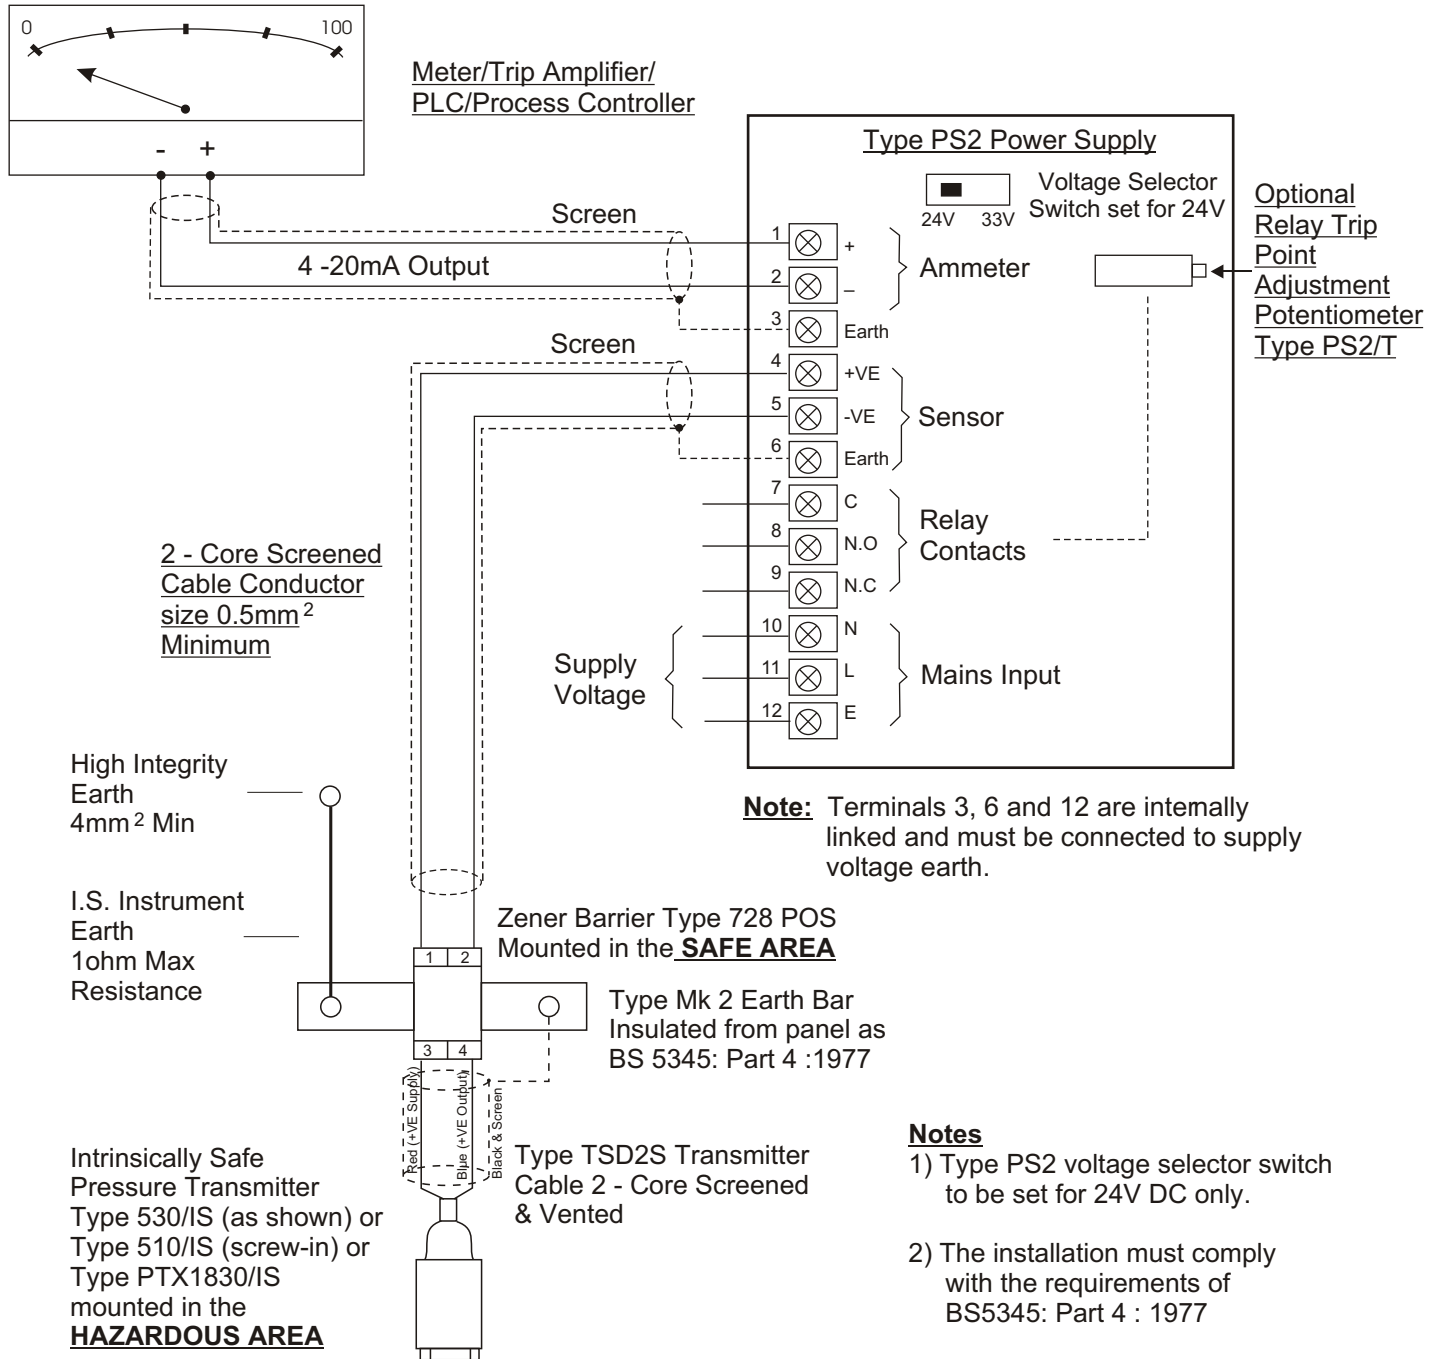 0
100
- +
Meter/Trip Amplifier/
PLC/Process Controller
Type PS2 Power Supply
24V 33V
Voltage Selector
Switch set for 24V
Optional
Relay Trip
Point
Adjustment
Potentiometer
Type PS2/T
Screen
4 -20mA Output
1 +
2 –
Ammeter
3 Earth
Screen
4 +VE
5 -VE
Sensor
6 Earth
7 C
8 N.O
9 N.C
Relay
Contacts
10 N
11 L
12 E
Supply
Voltage
Mains Input
2 - Core Screened
Cable Conductor
size 0.5mm²
Minimum
Note: Terminals 3, 6 and 12 are internally
linked and must be connected to supply
voltage earth.
High Integrity
Earth
4mm² Min
I.S. Instrument
Earth
1ohm Max
Resistance
Zener Barrier Type 728 POS
Mounted in the SAFE AREA
1 2
Type Mk 2 Earth Bar
Insulated from panel as
BS 5345: Part 4 :1977
3 4
Red (+VE Supply)
Blue (+VE Output)
Black & Screen
Type TSD2S Transmitter
Cable 2 - Core Screened
& Vented
Intrinsically Safe
Pressure Transmitter
Type 530/IS (as shown) or
Type 510/IS (screw-in) or
Type PTX1830/IS
mounted in the
HAZARDOUS AREA
Notes
1) Type PS2 voltage selector switch
to be set for 24V DC only.
2) The installation must comply
with the requirements of
BS5345: Part 4 : 1977